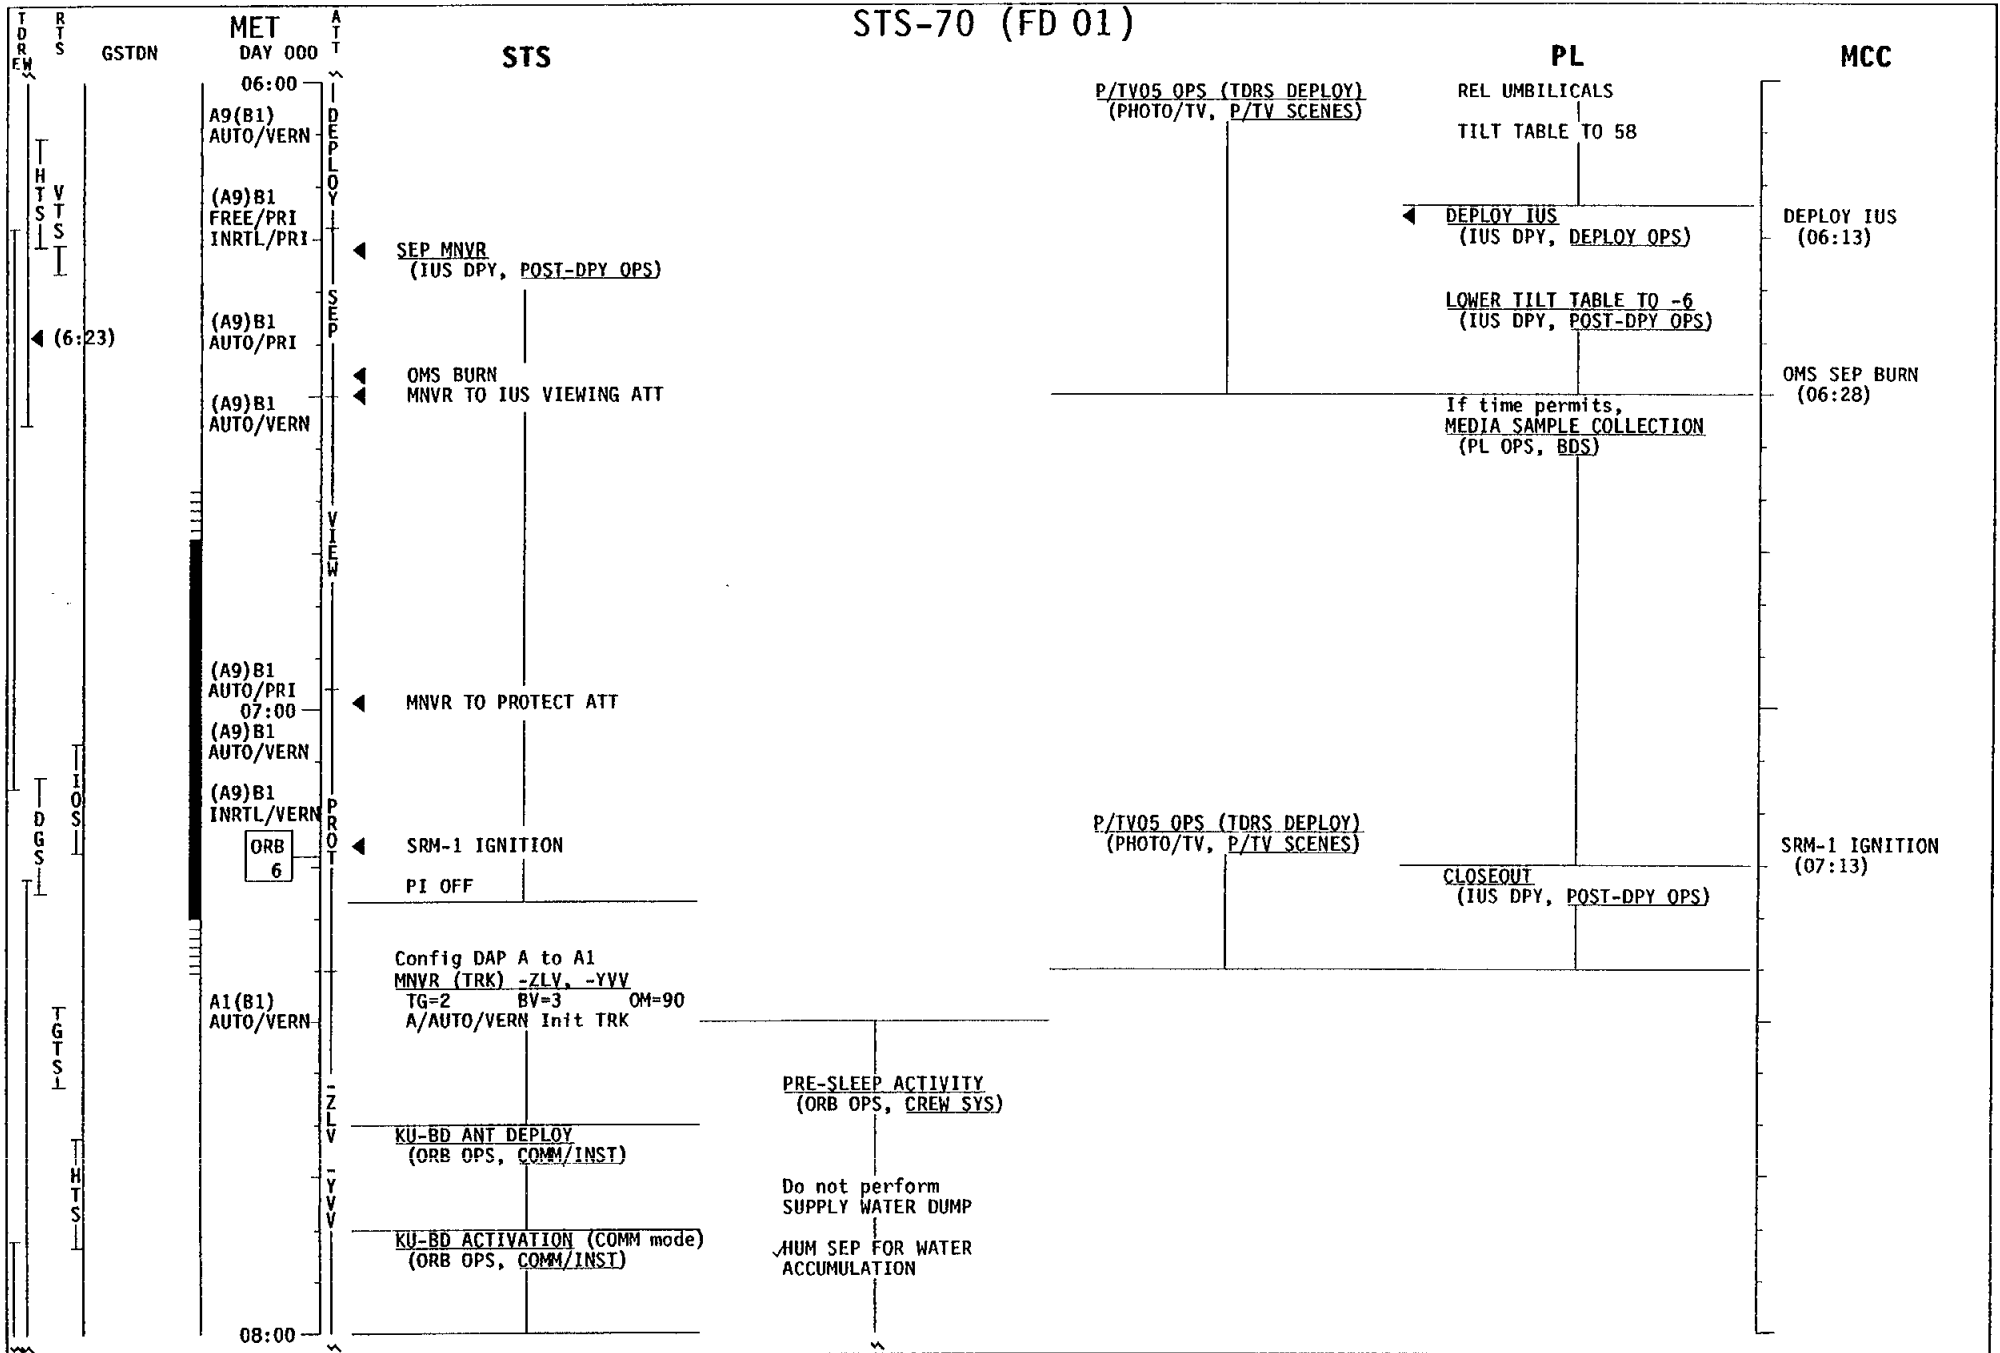 STS-70 (FD 01)
TDRE W
RTS
GSTDN
MET
DAY 000
ATT
STS
PL
MCC
06:00
A9(B1)
AUTO/VERN
(A9)B1
FREE/PRI
INRTL/PRI
(A9)B1
AUTO/PRI
(A9)B1
AUTO/VERN
(A9)B1
AUTO/PRI
07:00
(A9)B1
AUTO/VERN
(A9)B1
INRTL/VERN
ORB
6
A1(B1)
AUTO/VERN
08:00
HTS
VTS
(6:23)
IOS
DGS
GTS
HTS
DEPLOY
SEP
VIEW
PROT
-ZLV -YVV
SEP MNVR
(IUS DPY, POST-DPY OPS)
OMS BURN
MNVR TO IUS VIEWING ATT
MNVR TO PROTECT ATT
SRM-1 IGNITION
PI OFF
Config DAP A to A1
MNVR (TRK) -ZLV, -YVV
TG=2 BV=3 OM=90
A/AUTO/VERN Init TRK
KU-BD ANT DEPLOY
(ORB OPS, COMM/INST)
KU-BD ACTIVATION (COMM mode)
(ORB OPS, COMM/INST)
PRE-SLEEP ACTIVITY
(ORB OPS, CREW SYS)
Do not perform
SUPPLY WATER DUMP
✓HUM SEP FOR WATER
ACCUMULATION
P/TV05 OPS (TDRS DEPLOY)
(PHOTO/TV, P/TV SCENES)
P/TV05 OPS (TDRS DEPLOY)
(PHOTO/TV, P/TV SCENES)
REL UMBILICALS
TILT TABLE TO 58
DEPLOY IUS
(IUS DPY, DEPLOY OPS)
LOWER TILT TABLE TO -6
(IUS DPY, POST-DPY OPS)
If time permits,
MEDIA SAMPLE COLLECTION
(PL OPS, BDS)
CLOSEOUT
(IUS DPY, POST-DPY OPS)
DEPLOY IUS
(06:13)
OMS SEP BURN
(06:28)
SRM-1 IGNITION
(07:13)